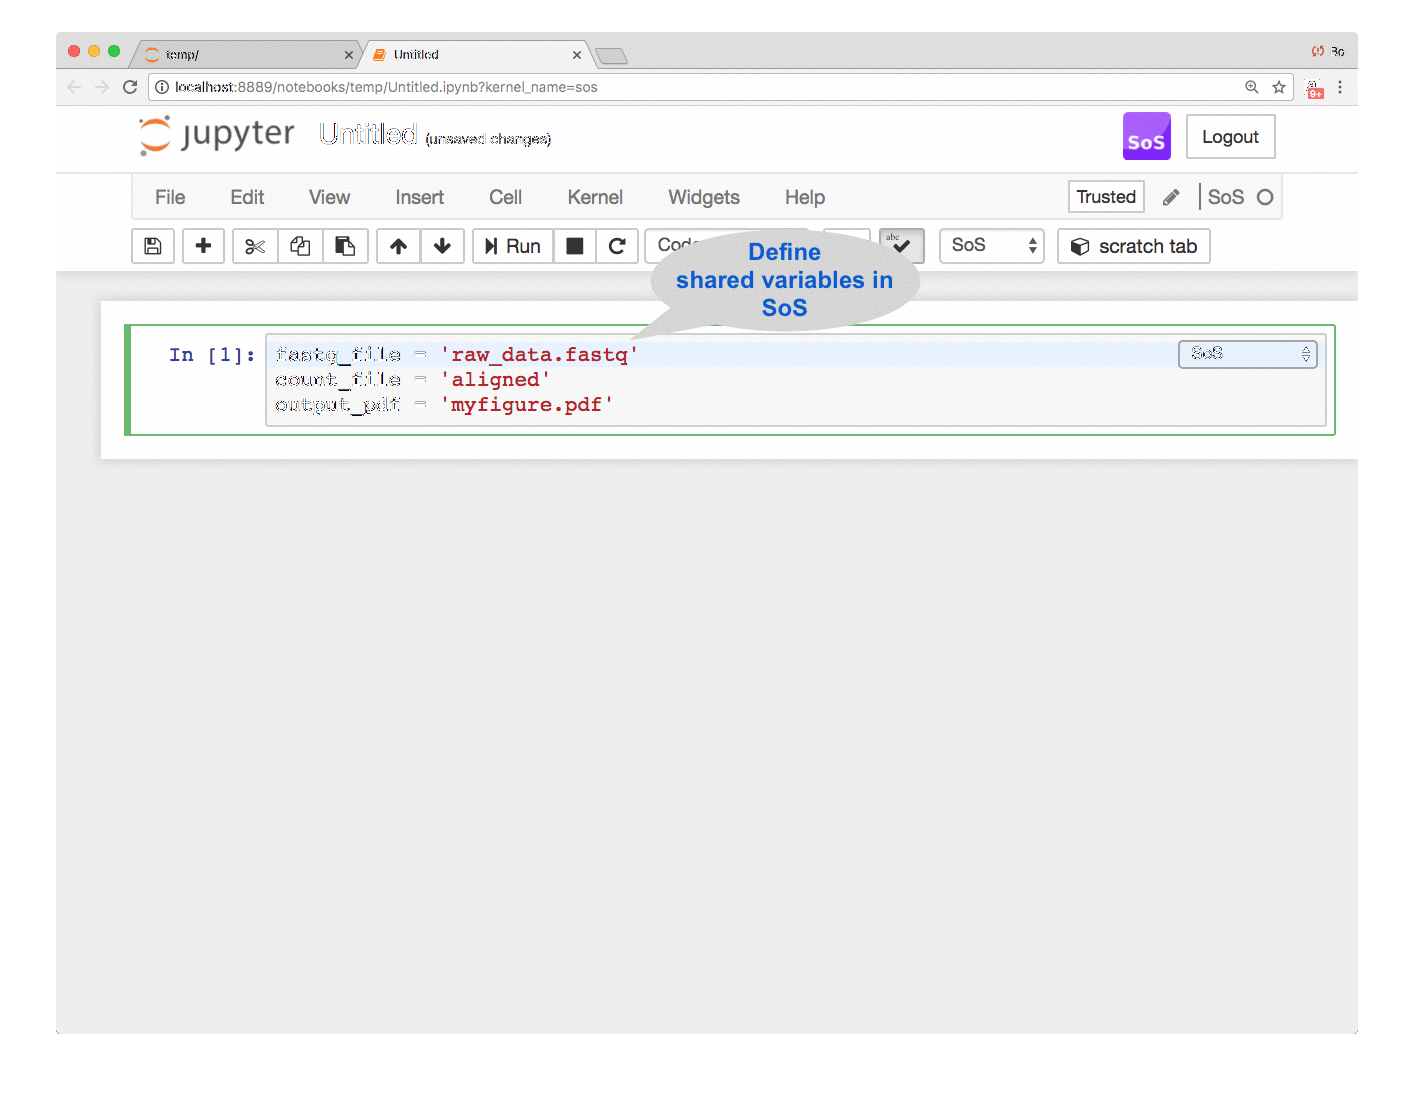 temp/
Untitled
Bo
localhost:8889/notebooks/temp/Untitled.ipynb?kernel_name=sos
9+
jupyter Untitled (unsaved changes)
SoS
Logout
File Edit View Insert Cell Kernel Widgets Help
Trusted
SoS
Run
abc
SoS
scratch tab
Define
shared variables in
SoS
In [1]: fastq_file = 'raw_data.fastq'
SoS
count_file = 'aligned'
output_pdf = 'myfigure.pdf'